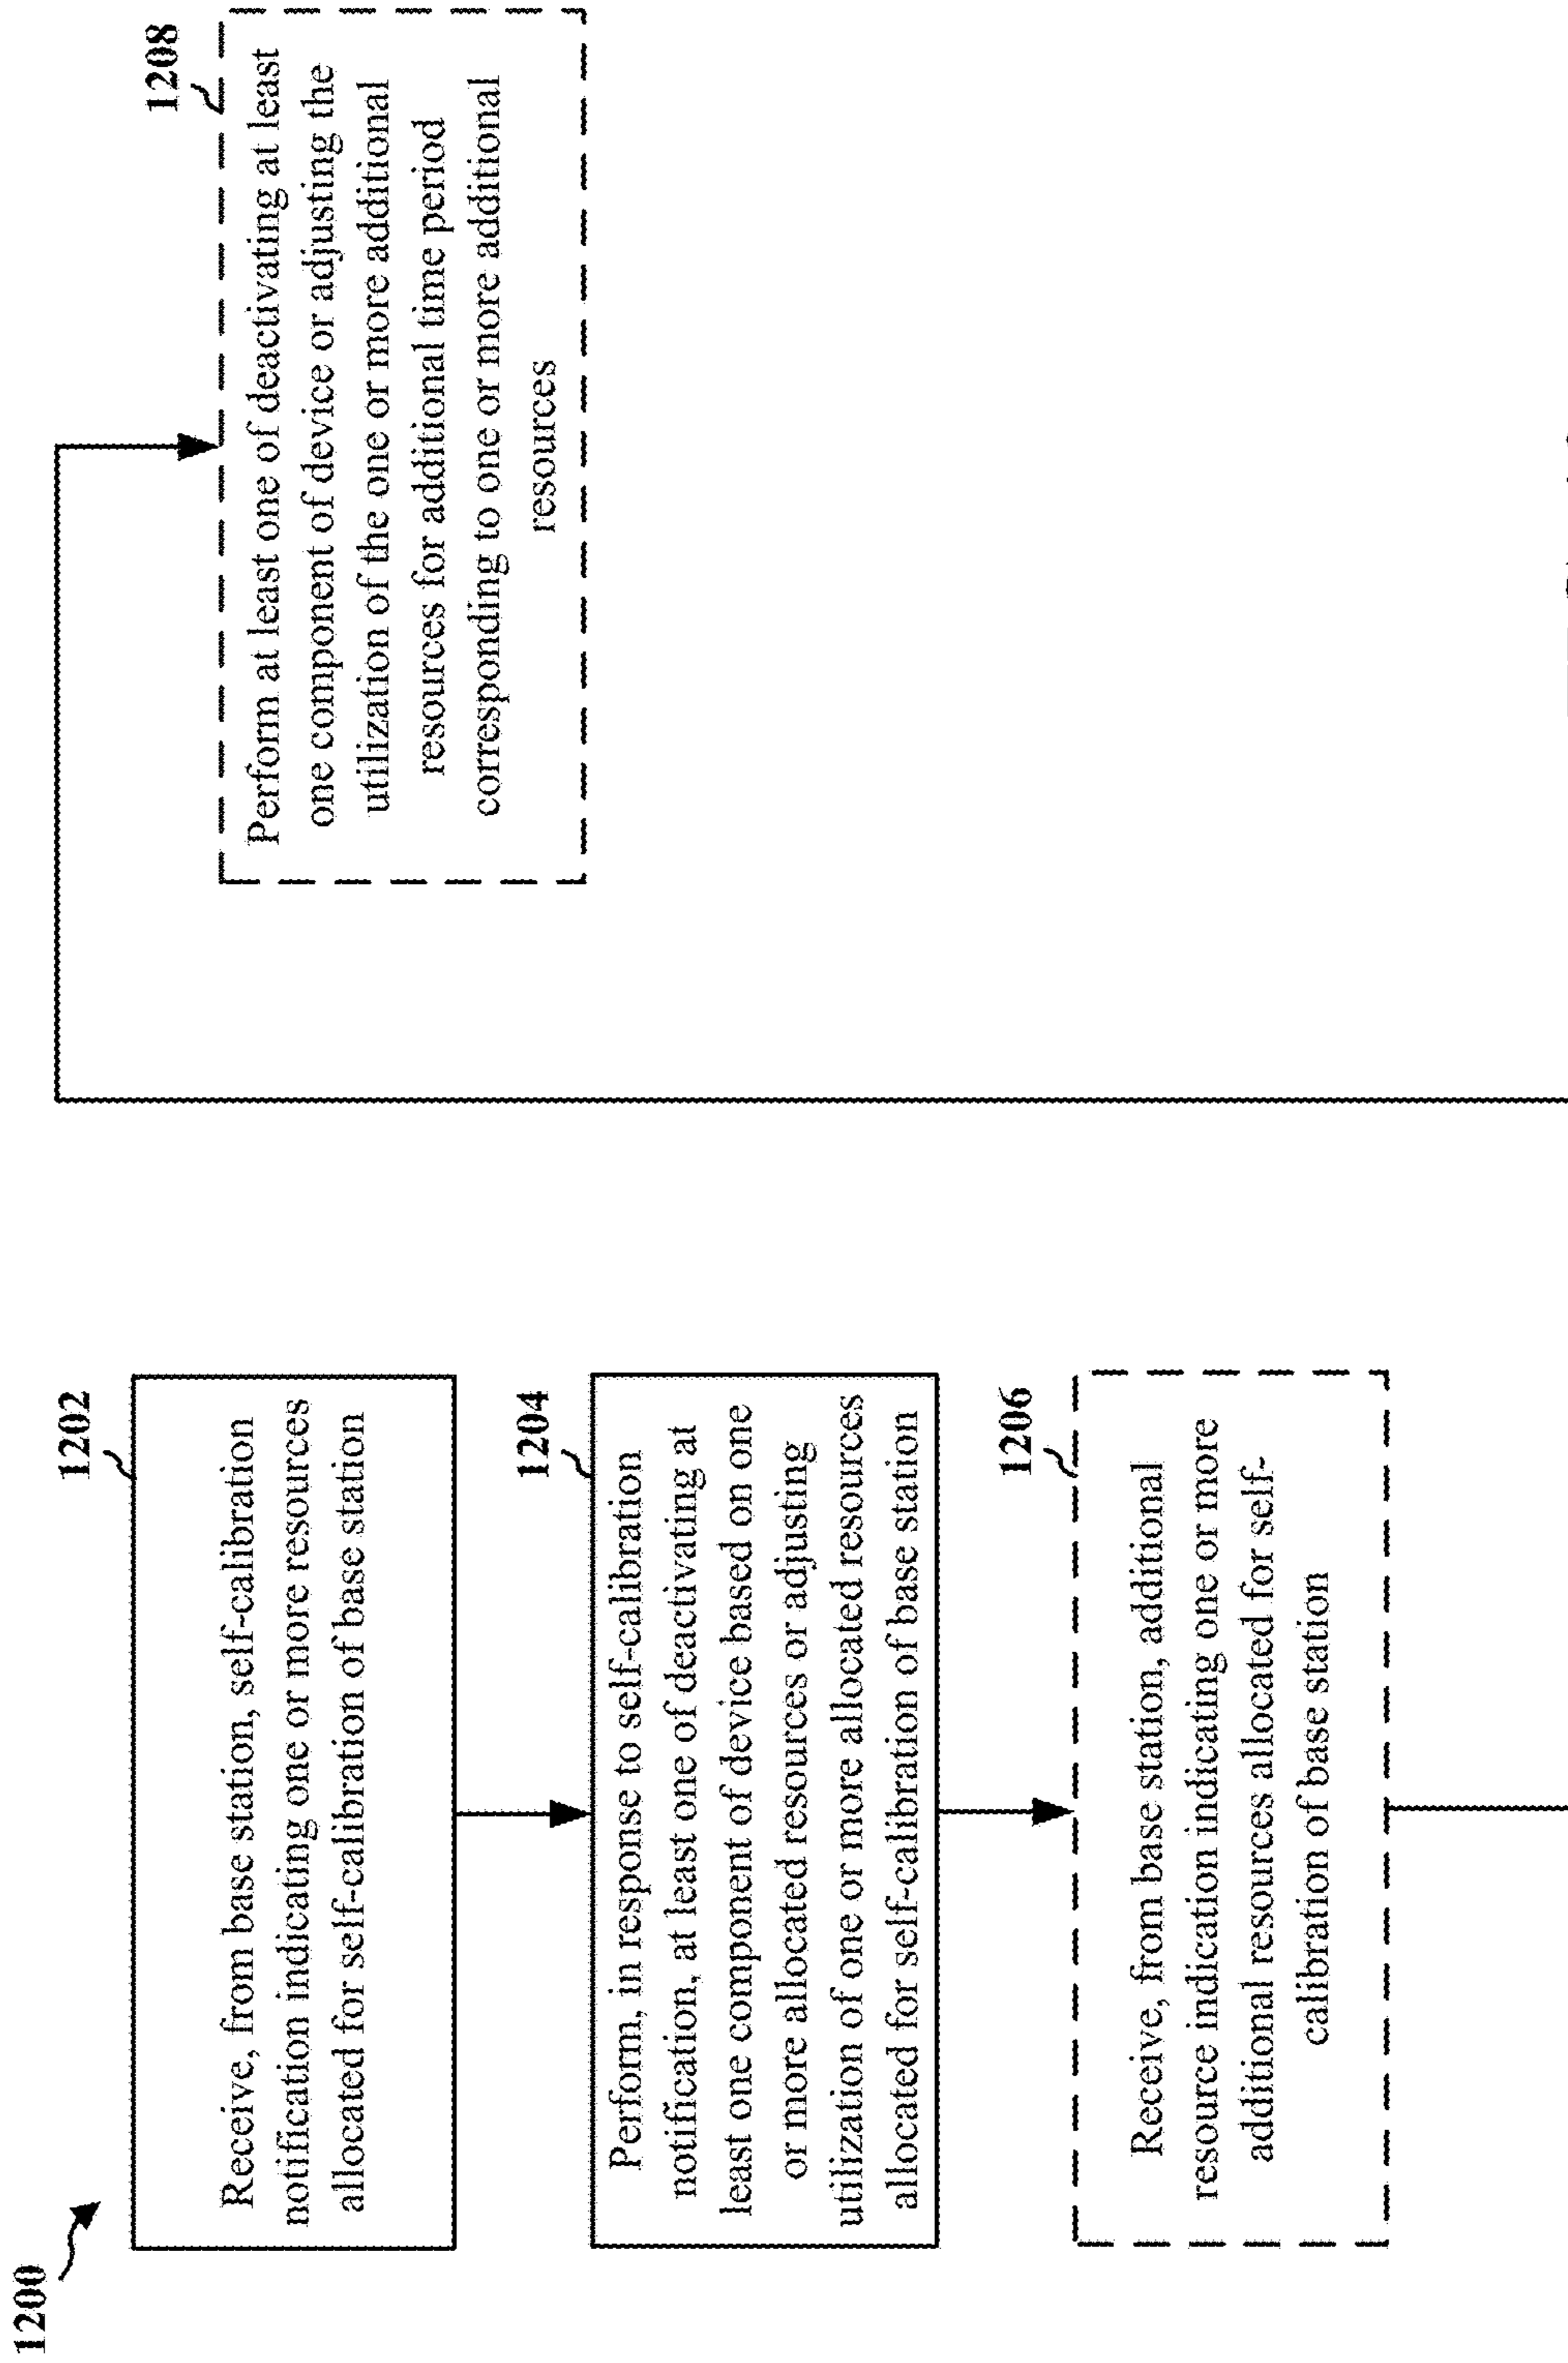 1200
1202
Receive, from base station, self-calibration
notification indicating one or more resources
allocated for self-calibration of base station
1204
Perform, in response to self-calibration
notification, at least one of deactivating at
least one component of device based on one
or more allocated resources or adjusting
utilization of one or more allocated resources
allocated for self-calibration of base station
1206
Receive, from base station, additional
resource indication indicating one or more
additional resources allocated for self-
calibration of base station
1208
Perform at least one of deactivating at least
one component of device or adjusting the
utilization of the one or more additional
resources for additional time period
corresponding to one or more additional
resources